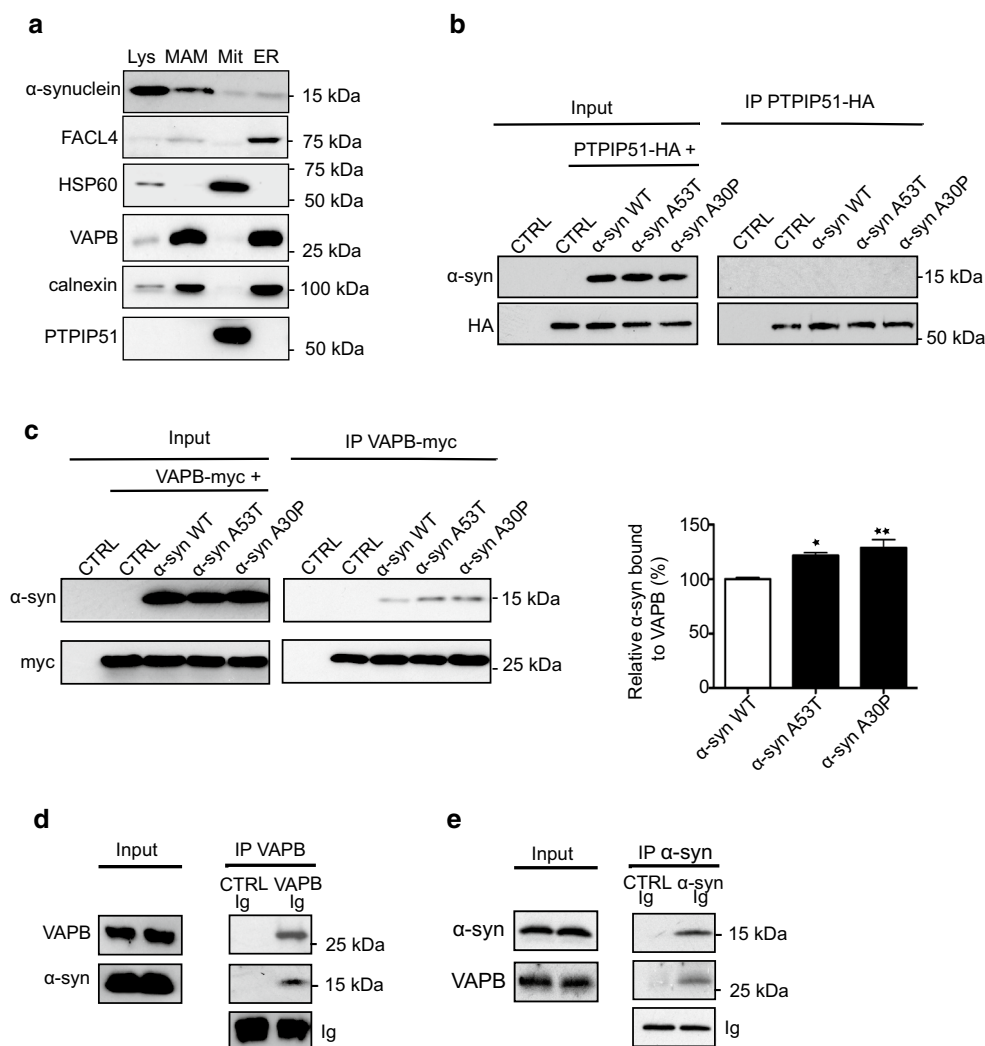 a
Lys MAM Mit ER
α-synuclein
15 kDa
FACL4
75 kDa
HSP60
75 kDa
50 kDa
VAPB
25 kDa
calnexin
100 kDa
PTPIP51
50 kDa
b
Input
IP PTPIP51-HA
PTPIP51-HA +
CTRL
CTRL
α-syn WT
α-syn A53T
α-syn A30P
CTRL
CTRL
α-syn WT
α-syn A53T
α-syn A30P
α-syn
15 kDa
HA
50 kDa
c
Input
IP VAPB-myc
VAPB-myc +
CTRL
CTRL
α-syn WT
α-syn A53T
α-syn A30P
CTRL
CTRL
α-syn WT
α-syn A53T
α-syn A30P
α-syn
15 kDa
myc
25 kDa
Relative α-syn bound
to VAPB (%)
150
100
50
0
α-syn WT
α-syn A53T
α-syn A30P
d
Input
IP VAPB
CTRL VAPB
Ig Ig
VAPB
25 kDa
α-syn
15 kDa
Ig
e
Input
IP α-syn
CTRL α-syn
Ig Ig
α-syn
15 kDa
VAPB
25 kDa
Ig